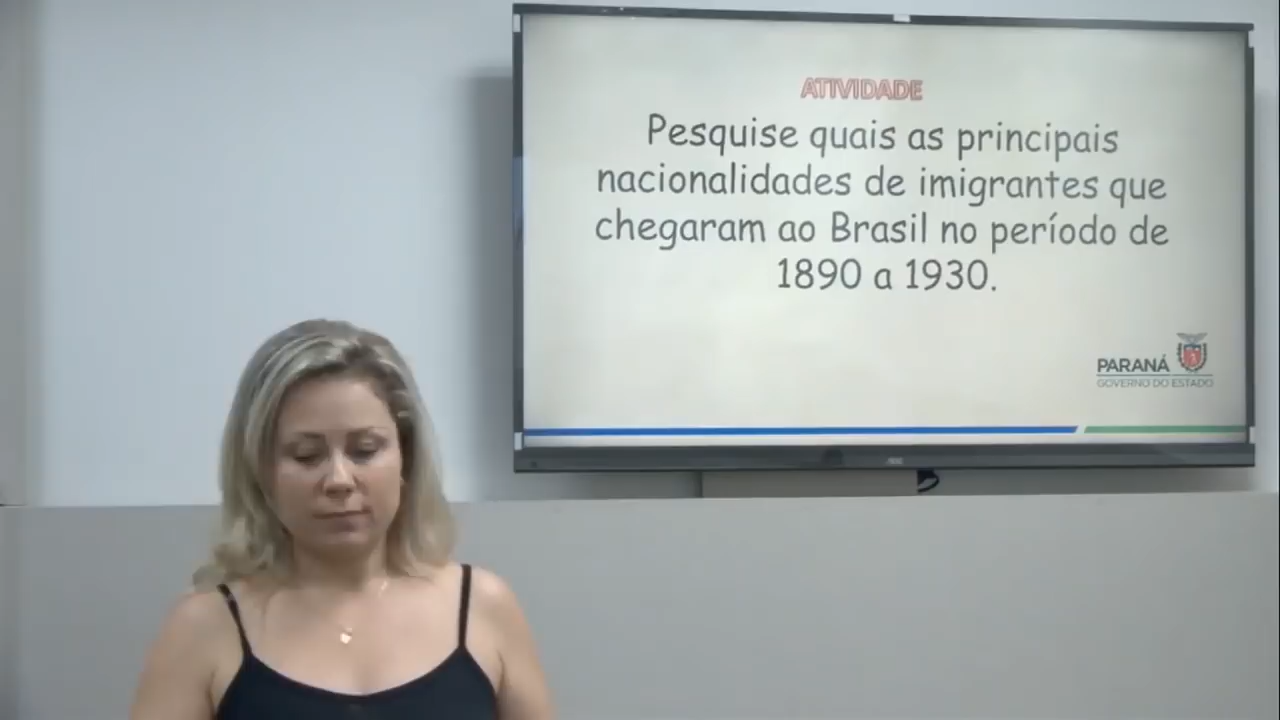 ATIVIDADE
Pesquise quais as principais
nacionalidades de imigrantes que
chegaram ao Brasil no período de
1890 a 1930.
PARANÁ
GOVERNO DO ESTADO